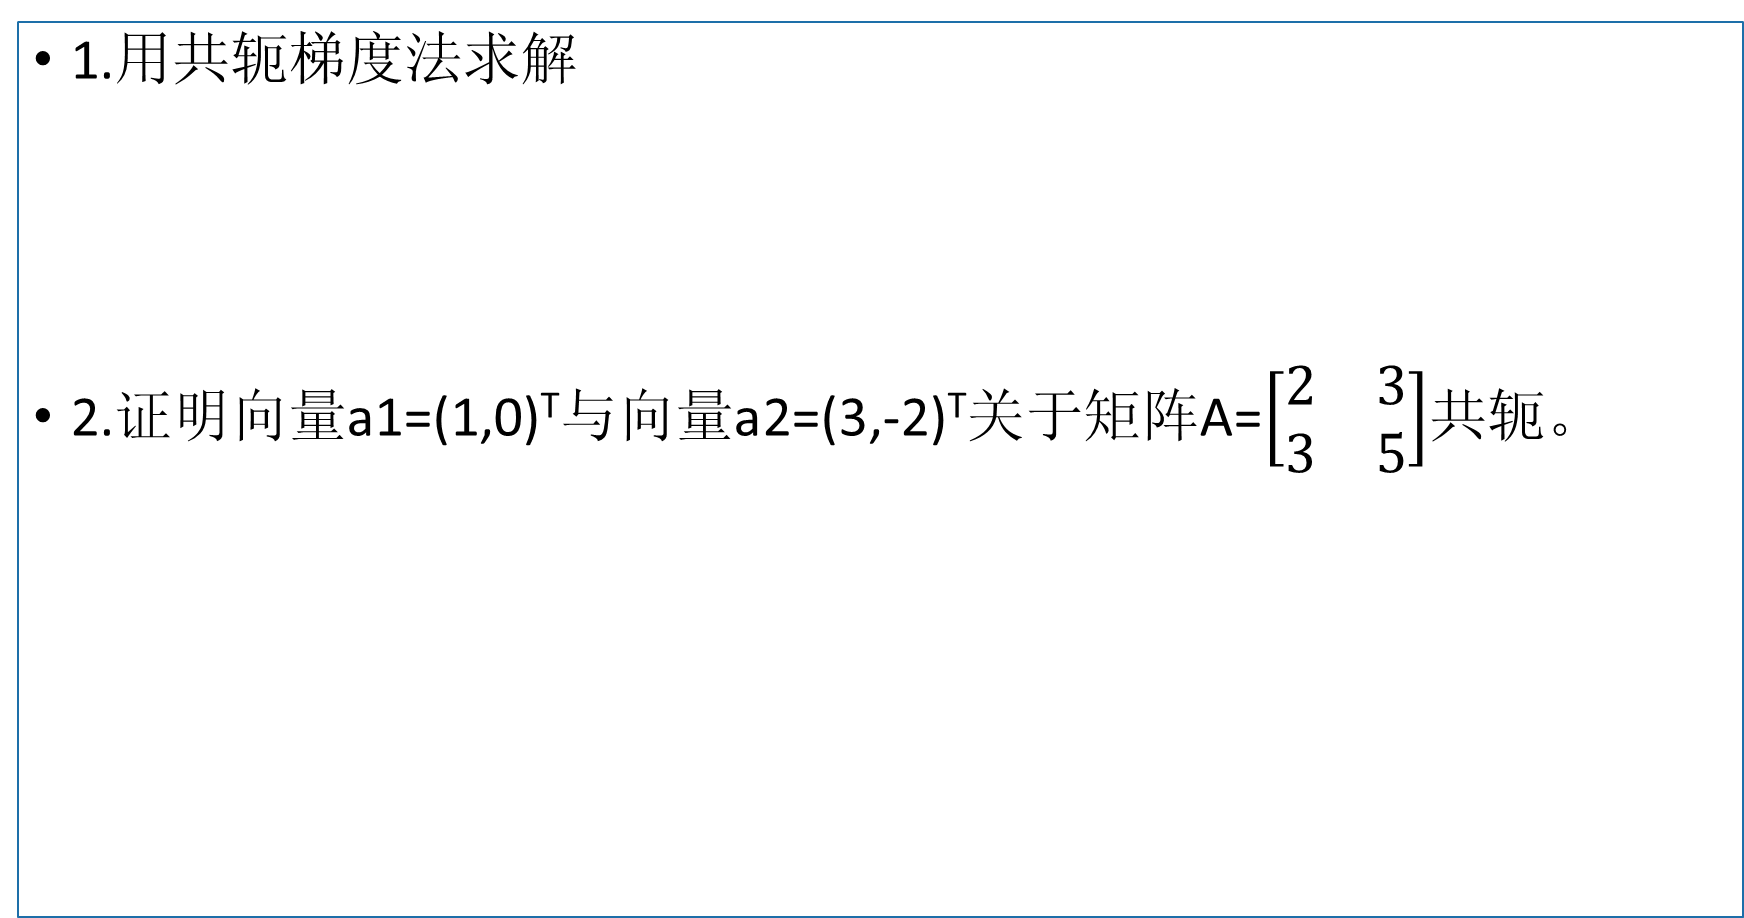 • 1.用共轭梯度法求解
• 2.证明向量a1=(1,0)ᵀ与向量a2=(3,-2)ᵀ关于矩阵A=[2 3; 3 5]共轭。